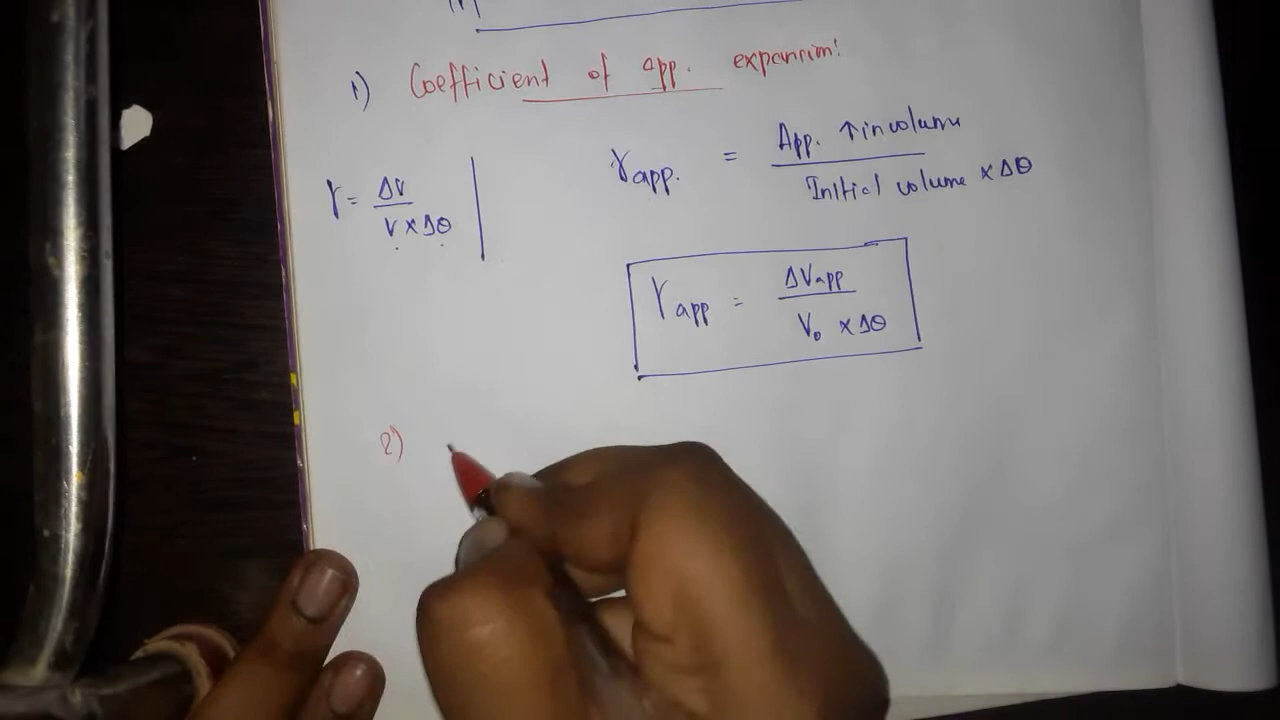 1) Coefficient of app. expansion:
γapp. = App. ↑ in volume / Initial volume × Δθ
γ = ΔV / V × Δθ
γapp = ΔVapp / V₀ × Δθ
2)